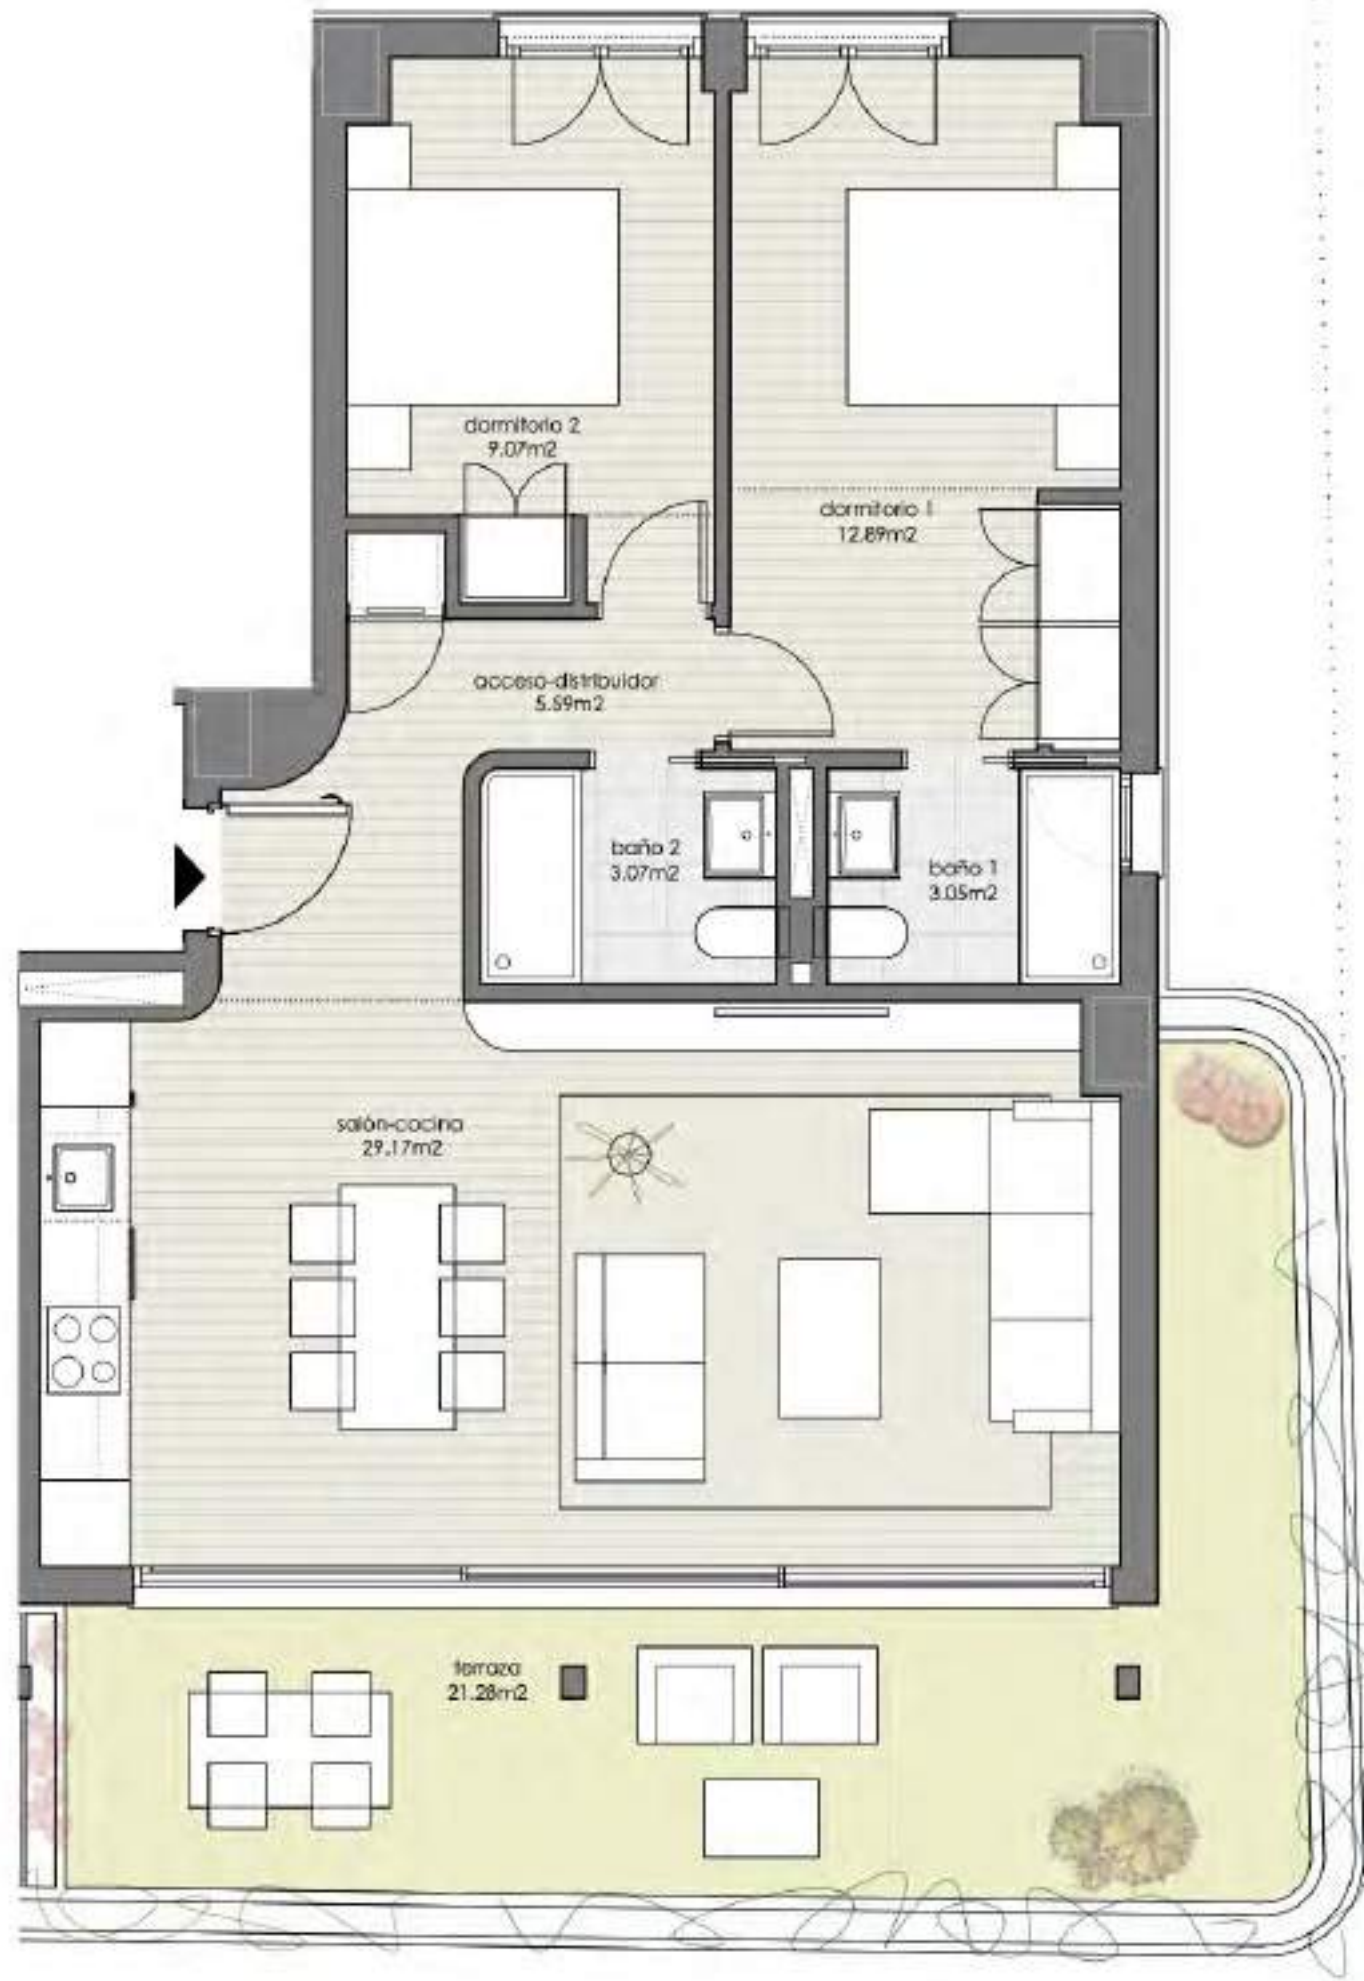 dormitorio 2
9.07m2
dormitorio 1
12.89m2
acceso-distribuidor
5.59m2
baño 2
3.07m2
baño 1
3.05m2
salón-cocina
29.17m2
terraza
21.28m2